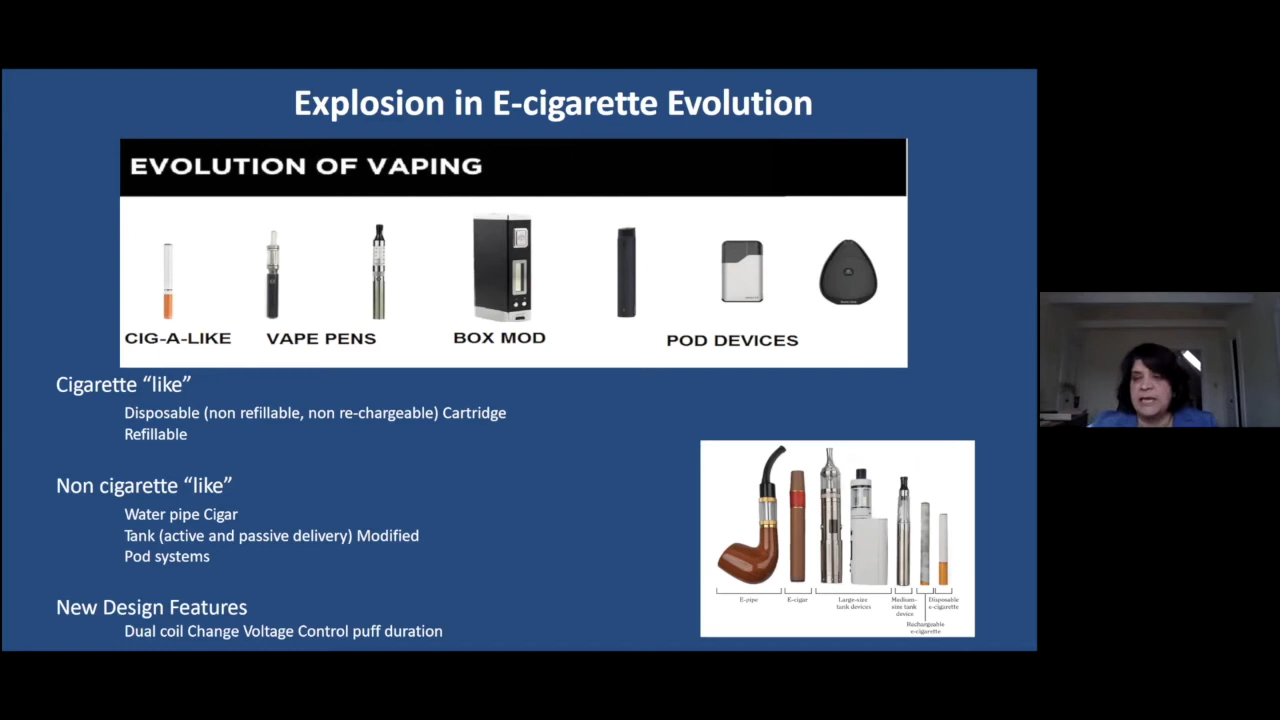 Explosion in E-cigarette Evolution
EVOLUTION OF VAPING
CIG-A-LIKE
VAPE PENS
BOX MOD
POD DEVICES
Cigarette “like”
Disposable (non refillable, non re-chargeable) Cartridge
Refillable
Non cigarette “like”
Water pipe Cigar
Tank (active and passive delivery) Modified
Pod systems
New Design Features
Dual coil Change Voltage Control puff duration
E-pipe
E-cigar
Large-size
tank devices
Medium-
size tank
device
Rechargeable
e-cigarette
Disposable
e-cigarette